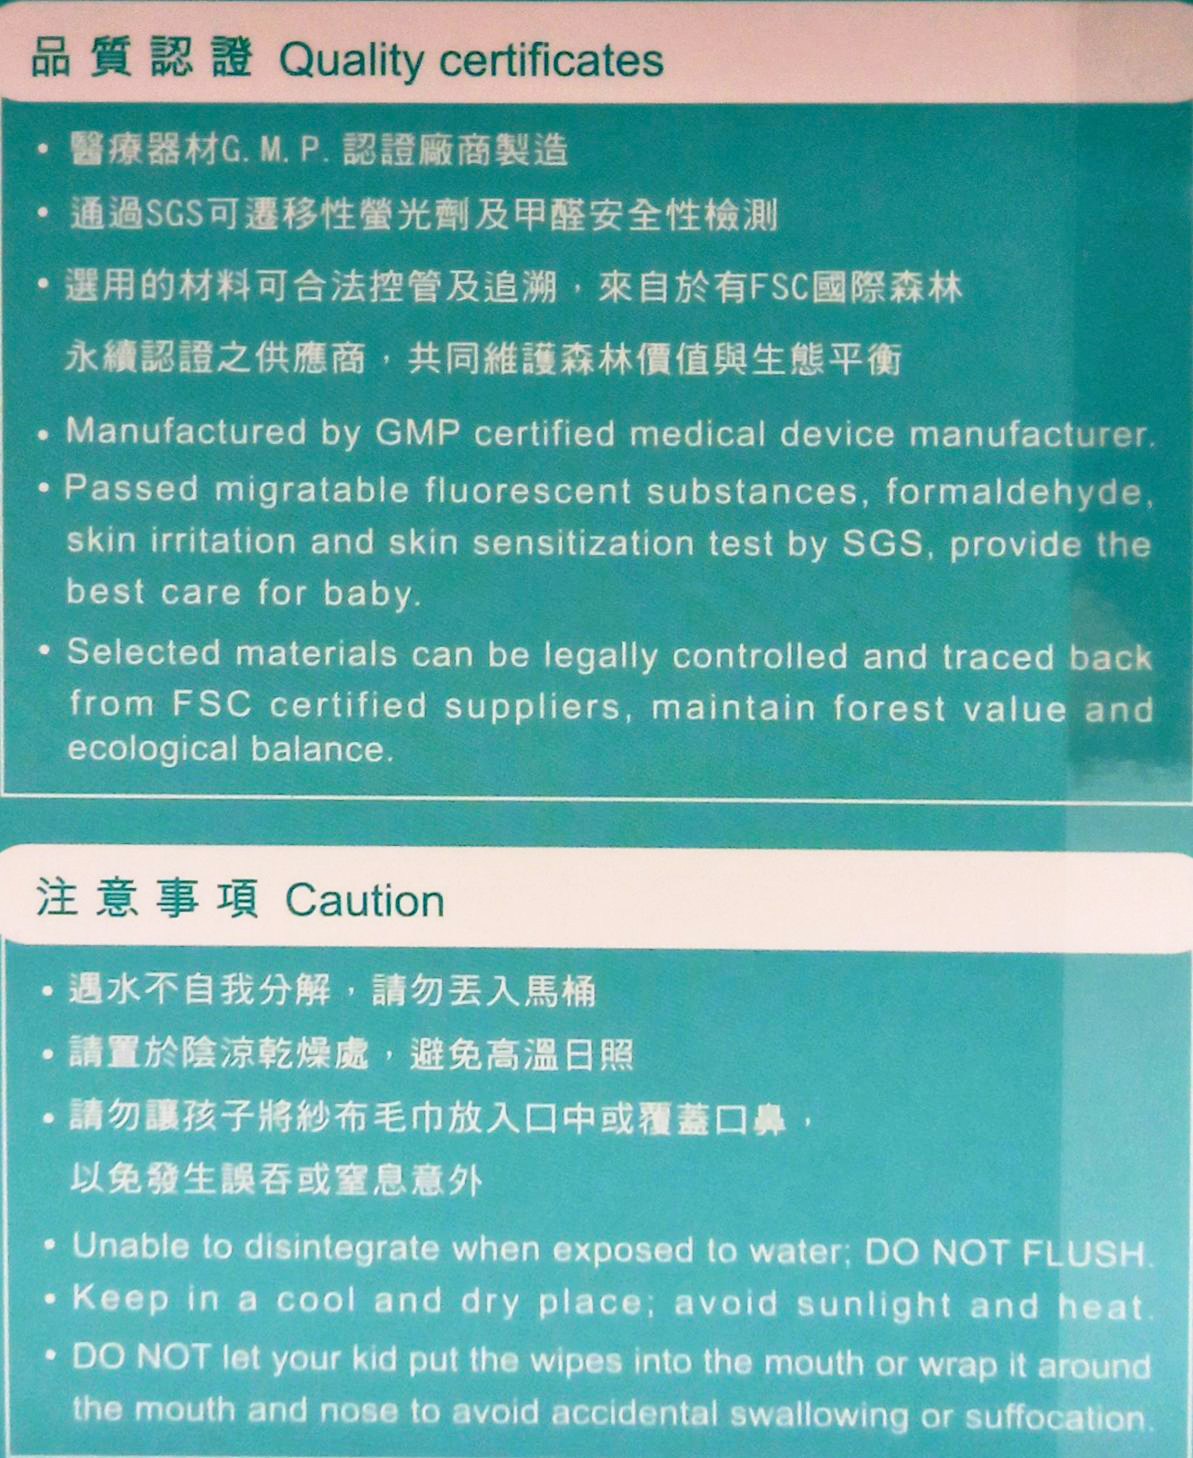 品質認證 Quality certificates
• 醫療器材G.M.P.認證廠商製造
• 通過SGS可遷移性螢光劑及甲醛安全性檢測
• 選用的材料可合法控管及追溯，來自於有FSC國際森林
永續認證之供應商，共同維護森林價值與生態平衡
• Manufactured by GMP certified medical device manufacturer.
• Passed migratable fluorescent substances, formaldehyde,
skin irritation and skin sensitization test by SGS, provide the
best care for baby.
• Selected materials can be legally controlled and traced back
from FSC certified suppliers, maintain forest value and
ecological balance.
注意事項 Caution
• 遇水不自我分解，請勿丟入馬桶
• 請置於陰涼乾燥處，避免高溫日照
• 請勿讓孩子將紗布毛巾放入口中或覆蓋口鼻，
以免發生誤吞或窒息意外
• Unable to disintegrate when exposed to water; DO NOT FLUSH.
• Keep in a cool and dry place; avoid sunlight and heat.
• DO NOT let your kid put the wipes into the mouth or wrap it around
the mouth and nose to avoid accidental swallowing or suffocation.